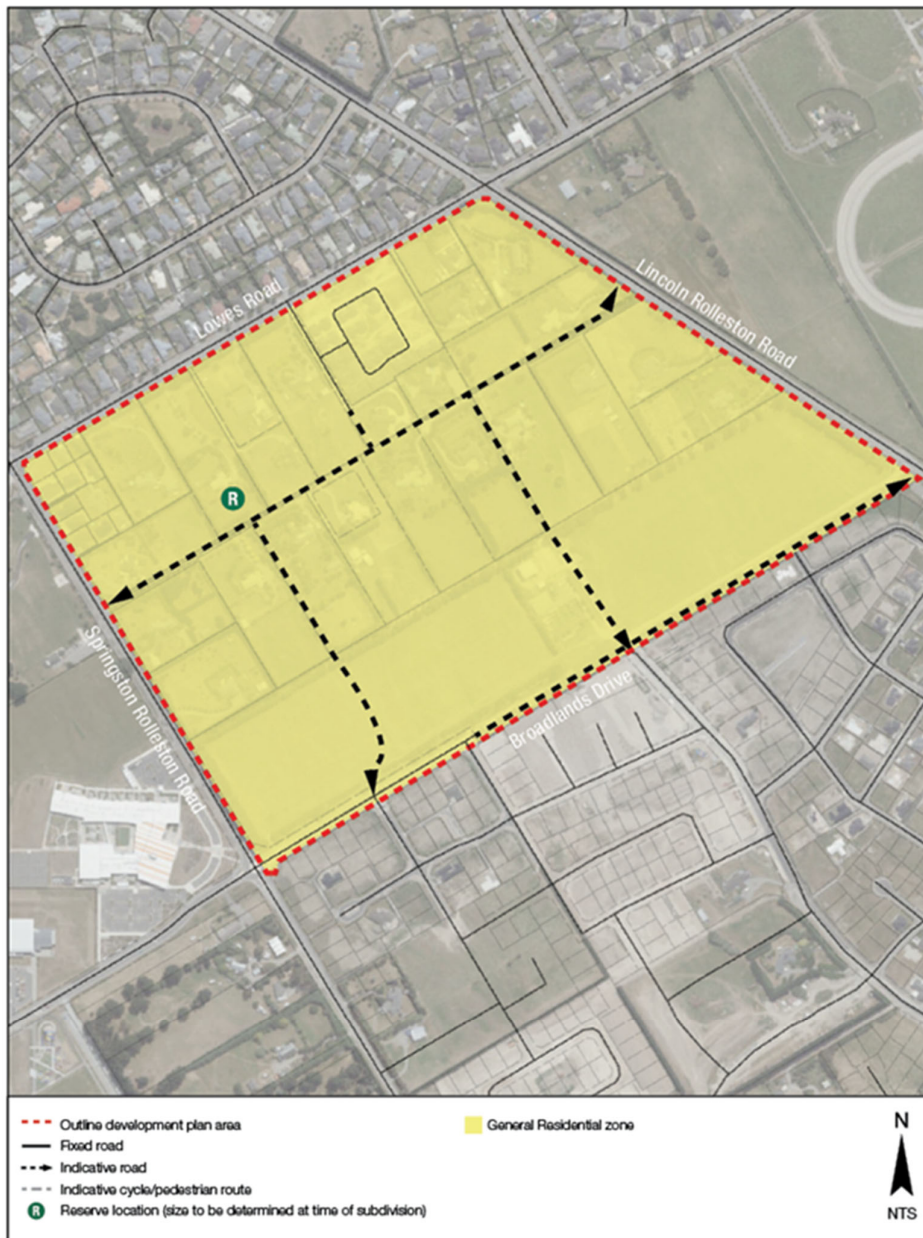 Lowes Road
Lincoln Rolleston Road
R
Springston Rolleston Road
Broadlands Drive
Outline development plan area
Fixed road
Indicative road
Indicative cycle/pedestrian route
R Reserve location (size to be determined at time of subdivision)
General Residential zone
N
NTS